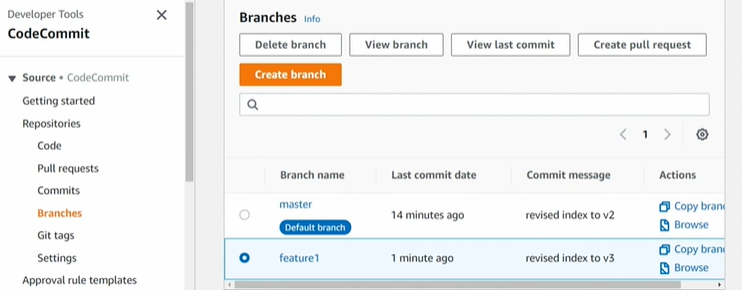 Developer Tools
CodeCommit
Source • CodeCommit
Getting started
Repositories
Code
Pull requests
Commits
Branches
Git tags
Settings
Approval rule templates
Branches Info
Delete branch View branch View last commit Create pull request
Create branch
1
Branch name Last commit date Commit message Actions
master
Default branch
14 minutes ago revised index to v2
Copy bran
Browse
feature1 1 minute ago revised index to v3
Copy bran
Browse